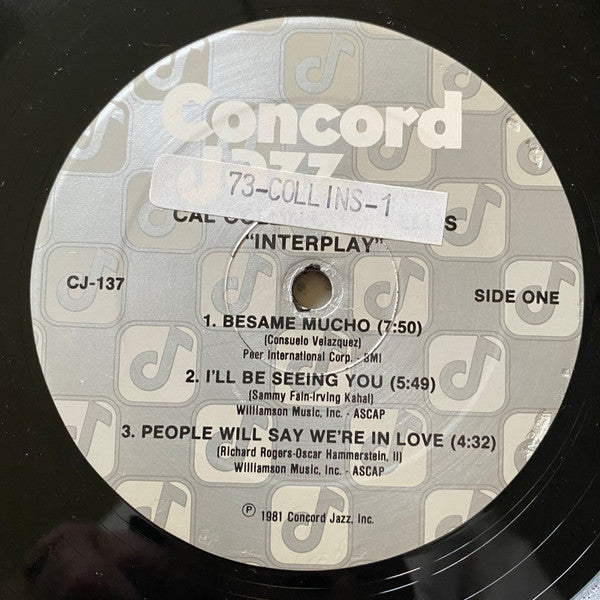 Concord
73-COLLINS-1
"INTERPLAY"
CJ-137
SIDE ONE
1. BESAME MUCHO (7:50)
(Consuelo Velazquez)
Peer International Corp. - BMI
2. I'LL BE SEEING YOU (5:49)
(Sammy Fain-Irving Kahal)
Williamson Music, Inc. - ASCAP
3. PEOPLE WILL SAY WE'RE IN LOVE (4:32)
(Richard Rogers-Oscar Hammerstein, II)
Williamson Music, Inc. - ASCAP
℗ 1981 Concord Jazz, Inc.